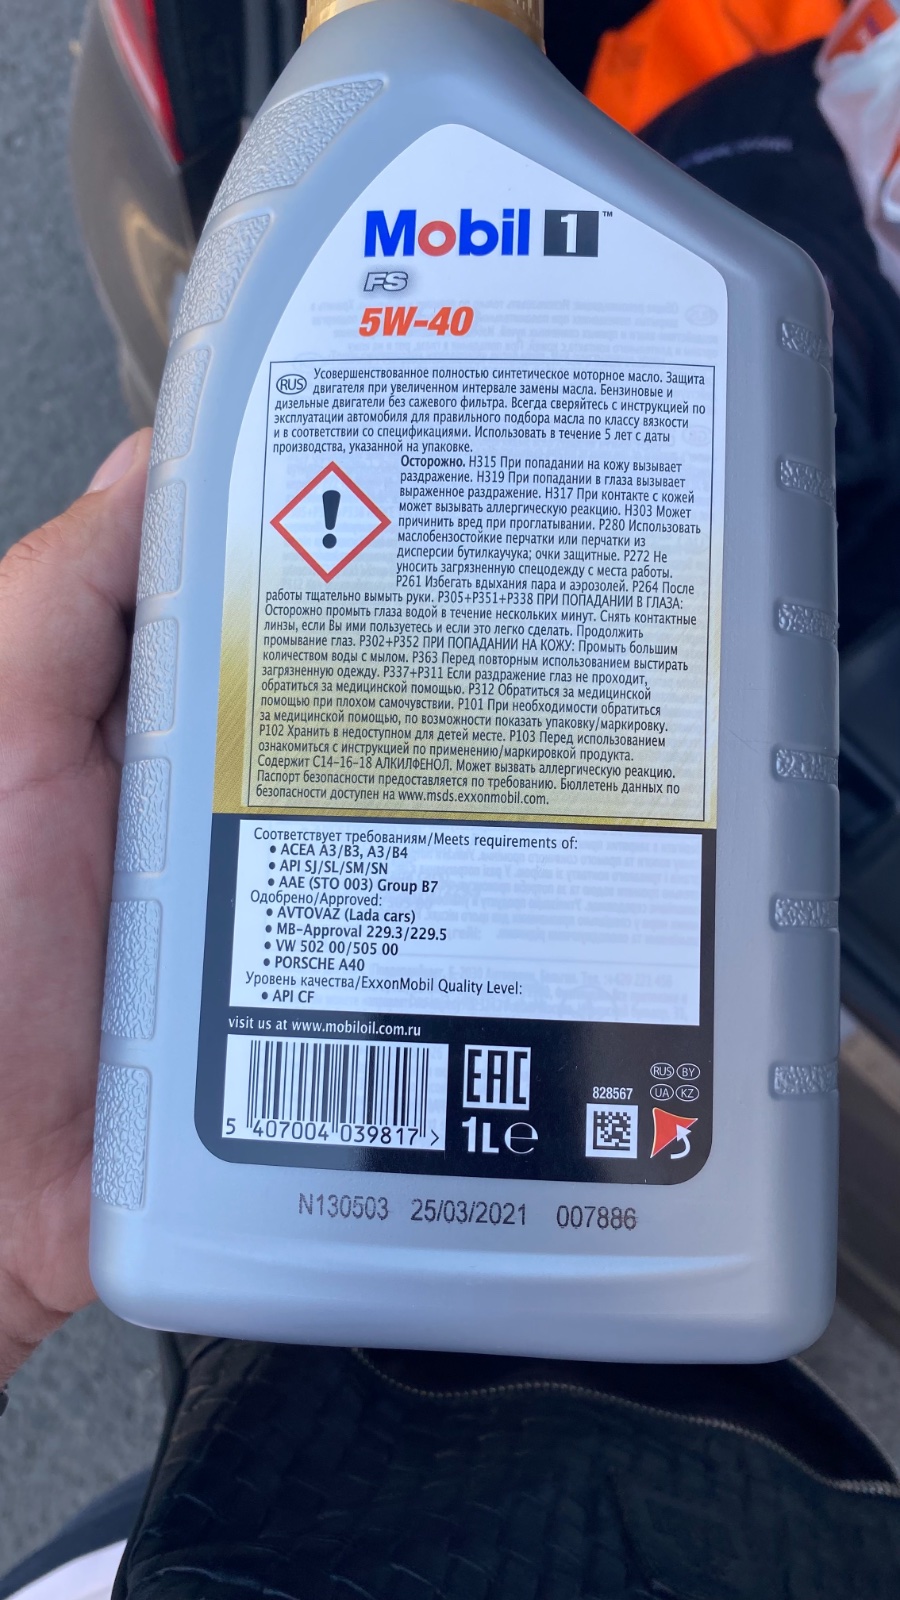 Mobil 1™
FS
5W-40
RUS
Усовершенствованное полностью синтетическое моторное масло. Защита
двигателя при увеличенном интервале замены масла. Бензиновые и
дизельные двигатели без сажевого фильтра. Всегда сверяйтесь с инструкцией по
эксплуатации автомобиля для правильного подбора масла по классу вязкости
и в соответствии со спецификациями. Использовать в течение 5 лет с даты
производства, указанной на упаковке.
Осторожно. H315 При попадании на кожу вызывает
раздражение. H319 При попадании в глаза вызывает
выраженное раздражение. H317 При контакте с кожей
может вызывать аллергическую реакцию. H303 Может
причинить вред при проглатывании. P280 Использовать
маслобензостойкие перчатки или перчатки из
дисперсии бутилкаучука; очки защитные. P272 Не
уносить загрязненную спецодежду с места работы.
P261 Избегать вдыхания пара и аэрозолей. P264 После
работы тщательно вымыть руки. P305+P351+P338 ПРИ ПОПАДАНИИ В ГЛАЗА:
Осторожно промыть глаза водой в течение нескольких минут. Снять контактные
линзы, если Вы ими пользуетесь и если это легко сделать. Продолжить
промывание глаз. P302+P352 ПРИ ПОПАДАНИИ НА КОЖУ: Промыть большим
количеством воды с мылом. P363 Перед повторным использованием выстирать
загрязненную одежду. P337+P311 Если раздражение глаз не проходит,
обратиться за медицинской помощью. P312 Обратиться за медицинской
помощью при плохом самочувствии. P101 При необходимости обратиться
за медицинской помощью, по возможности показать упаковку/маркировку.
P102 Хранить в недоступном для детей месте. P103 Перед использованием
ознакомиться с инструкцией по применению/маркировкой продукта.
Содержит C14-16-18 АЛКИЛФЕНОЛ. Может вызвать аллергическую реакцию.
Паспорт безопасности предоставляется по требованию. Бюллетень данных по
безопасности доступен на www.msds.exxonmobil.com.
Соответствует требованиям/Meets requirements of:
• ACEA A3/B3, A3/B4
• API SJ/SL/SM/SN
• AAE (STO 003) Group B7
Одобрено/Approved:
• AVTOVAZ (Lada cars)
• MB-Approval 229.3/229.5
• VW 502 00/505 00
• PORSCHE A40
Уровень качества/ExxonMobil Quality Level:
• API CF
visit us at www.mobiloil.com.ru
5 407004 039817 >
EAC
1L e
828567
RUS BY
UA KZ
N130503 25/03/2021 007886